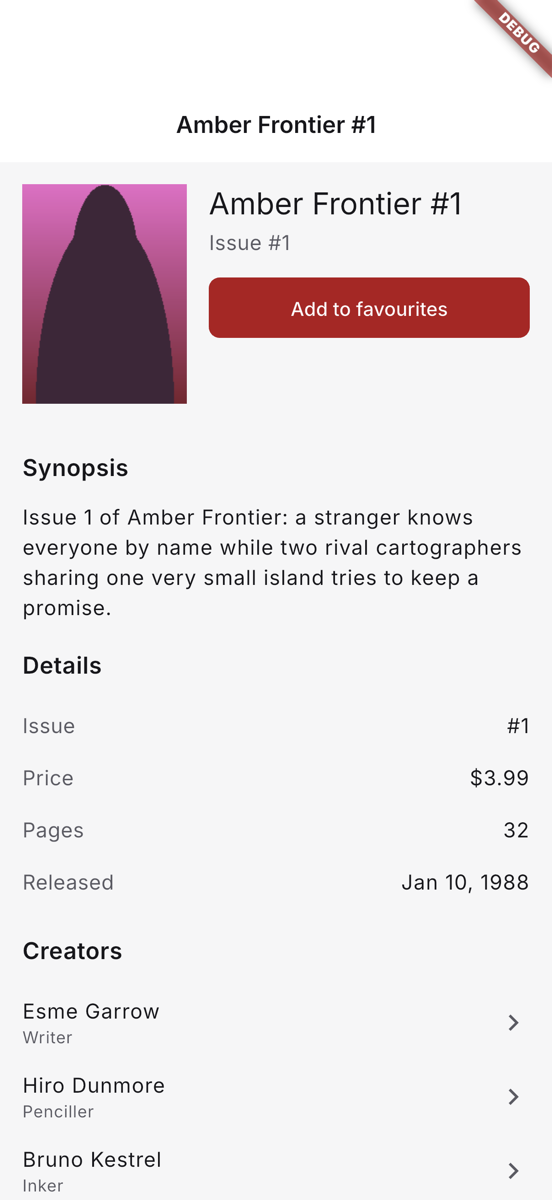 DEBUG
Amber Frontier #1
Amber Frontier #1
Issue #1
Add to favourites
Synopsis
Issue 1 of Amber Frontier: a stranger knows
everyone by name while two rival cartographers
sharing one very small island tries to keep a
promise.
Details
Issue #1
Price $3.99
Pages 32
Released Jan 10, 1988
Creators
Esme Garrow
Writer
Hiro Dunmore
Penciller
Bruno Kestrel
Inker